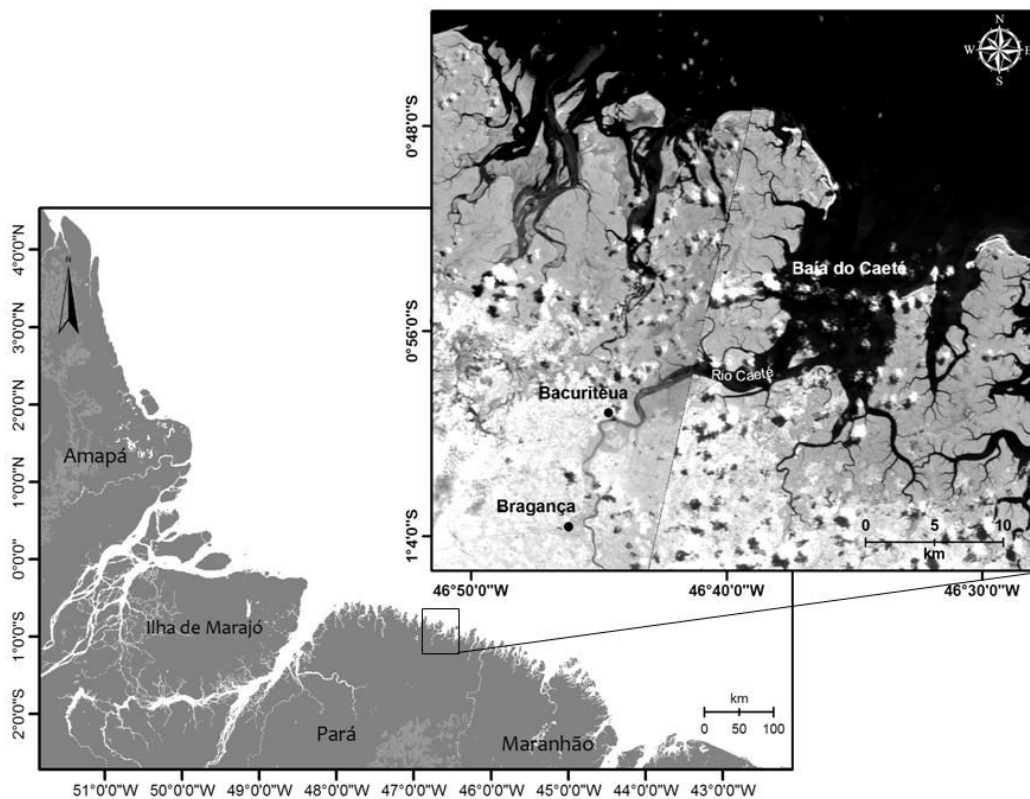 N
W E
S
0°48'0"S
0°56'0"S
1°4'0"S
Baía do Caeté
Rio Caeté
Bacuritêua
Bragança
0 5 10
km
46°50'0"W 46°40'0"W 46°30'0"W
N
4°0'0"N
3°0'0"N
2°0'0"N
1°0'0"N
0°0'0"
1°0'0"S
2°0'0"S
Amapá
Ilha de Marajó
Pará
Maranhão
km
0 50 100
51°0'0"W 50°0'0"W 49°0'0"W 48°0'0"W 47°0'0"W 46°0'0"W 45°0'0"W 44°0'0"W 43°0'0"W